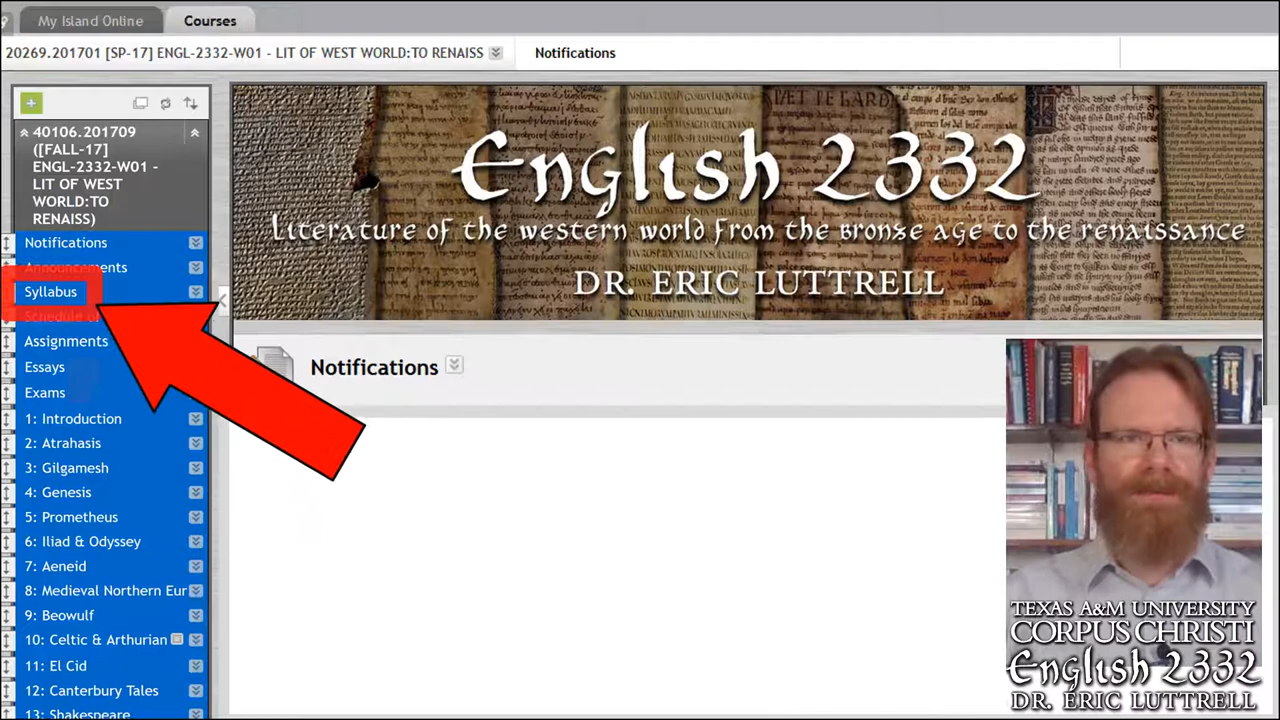 My Island Online
Courses
20269.201701 [SP-17] ENGL-2332-W01 - LIT OF WEST WORLD:TO RENAISS
Notifications
40106.201709
([FALL-17]
ENGL-2332-W01 -
LIT OF WEST
WORLD:TO
RENAISS)
Notifications
Announcements
Syllabus
Schedule of
Assignments
Essays
Exams
1: Introduction
2: Atrahasis
3: Gilgamesh
4: Genesis
5: Prometheus
6: Iliad & Odyssey
7: Aeneid
8: Medieval Northern Eur
9: Beowulf
10: Celtic & Arthurian
11: El Cid
12: Canterbury Tales
13: Shakespeare
English 2332
Literature of the western world from the Bronze age to the renaissance
DR. ERIC LUTTRELL
Notifications
TEXAS A&M UNIVERSITY
CORPUS CHRISTI
English 2332
DR. ERIC LUTTRELL